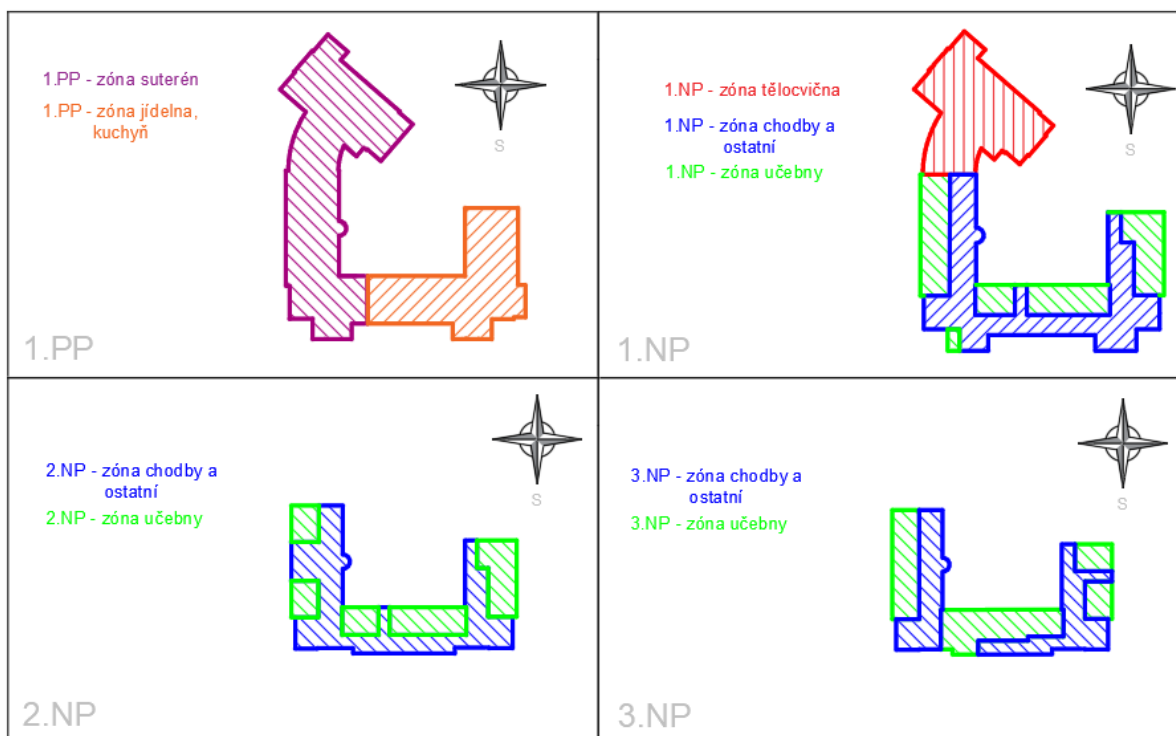 1.PP - zóna suterén
1.PP - zóna jídelna,
kuchyň
S
1.PP
1.NP - zóna tělocvična
1.NP - zóna chodby a
ostatní
1.NP - zóna učebny
S
1.NP
2.NP - zóna chodby a
ostatní
2.NP - zóna učebny
S
2.NP
3.NP - zóna chodby a
ostatní
3.NP - zóna učebny
S
3.NP